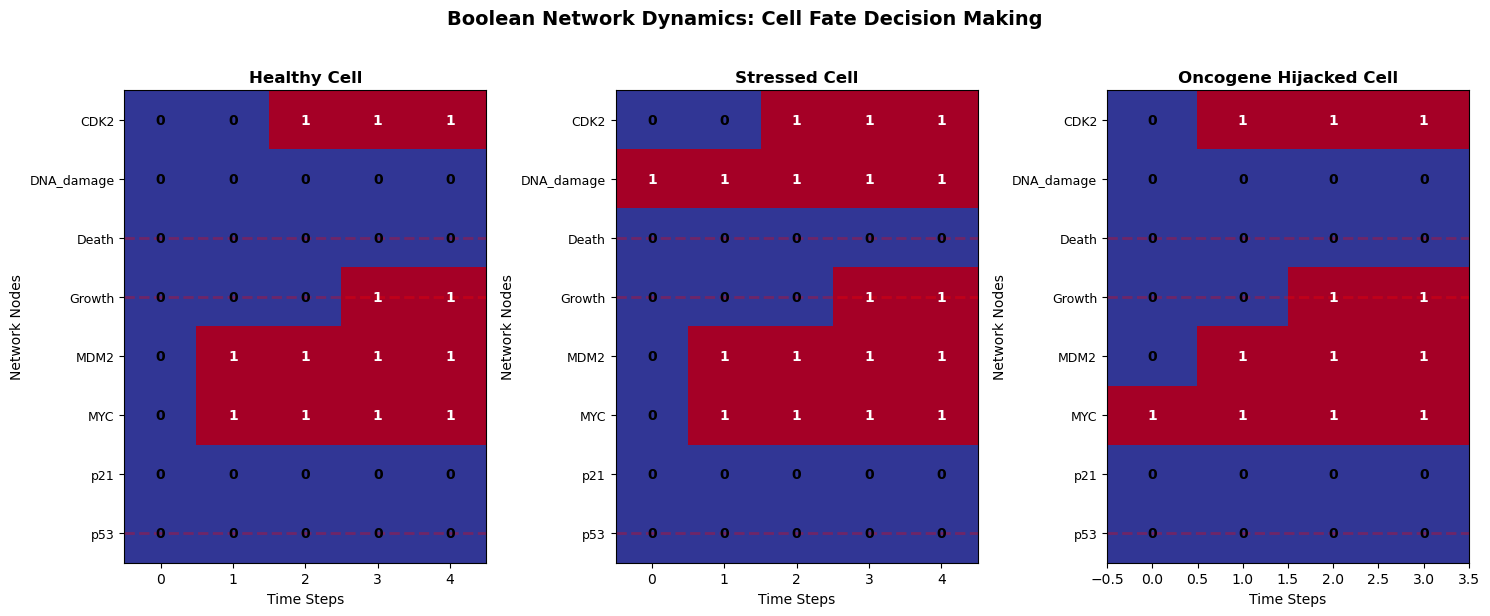 Boolean Network Dynamics: Cell Fate Decision Making
Healthy Cell
Network Nodes
CDK2 0 0 1 1 1
DNA_damage 0 0 0 0 0
Death 0 0 0 0 0
Growth 0 0 0 1 1
MDM2 0 1 1 1 1
MYC 0 1 1 1 1
p21 0 0 0 0 0
p53 0 0 0 0 0
0 1 2 3 4
Time Steps
Stressed Cell
Network Nodes
CDK2 0 0 1 1 1
DNA_damage 1 1 1 1 1
Death 0 0 0 0 0
Growth 0 0 0 1 1
MDM2 0 1 1 1 1
MYC 0 1 1 1 1
p21 0 0 0 0 0
p53 0 0 0 0 0
0 1 2 3 4
Time Steps
Oncogene Hijacked Cell
Network Nodes
CDK2 0 1 1 1
DNA_damage 0 0 0 0
Death 0 0 0 0
Growth 0 0 1 1
MDM2 0 1 1 1
MYC 1 1 1 1
p21 0 0 0 0
p53 0 0 0 0
−0.5 0.0 0.5 1.0 1.5 2.0 2.5 3.0 3.5
Time Steps